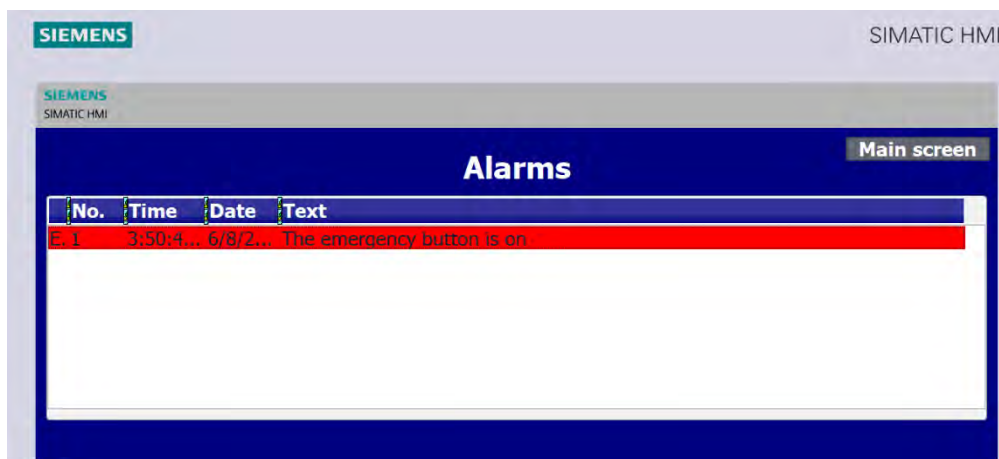 SIEMENS
SIMATIC HMI
SIEMENS
SIMATIC HMI
Main screen
Alarms
No. Time Date Text
E. 1 3:50:4... 6/8/2... The emergency button is on